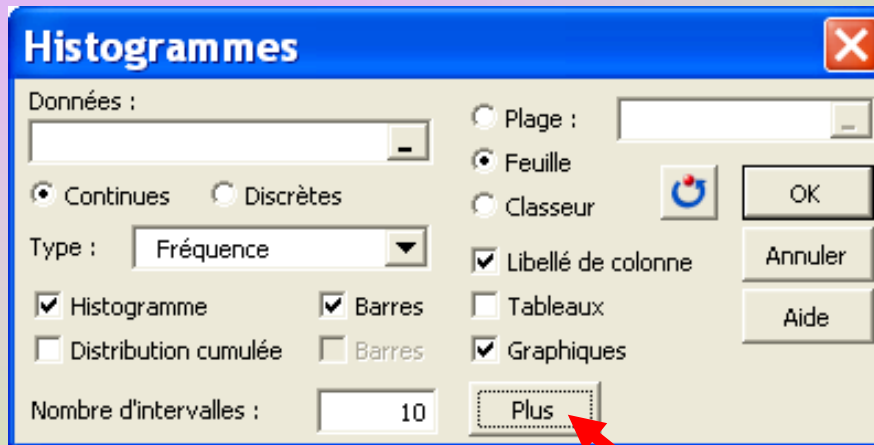 Histogrammes
Données :
Plage :
Feuille
Continues Discrètes
Classeur
OK
Type : Fréquence
Libellé de colonne
Annuler
Histogramme Barres
Tableaux
Aide
Distribution cumulée Barres
Graphiques
Nombre d'intervalles : 10
Plus